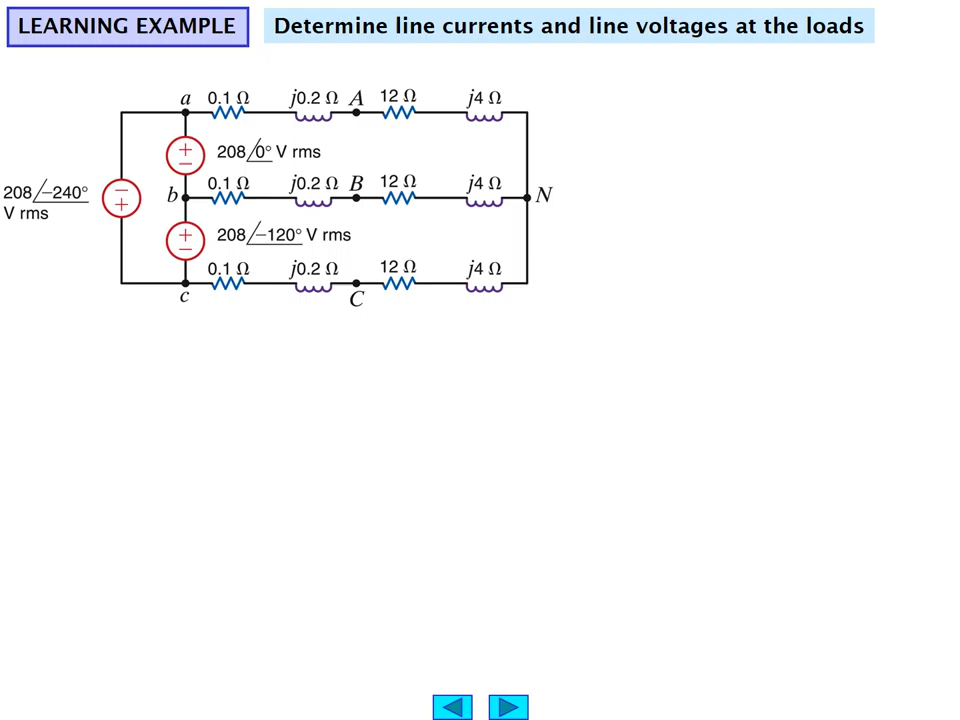 LEARNING EXAMPLE
Determine line currents and line voltages at the loads
a 0.1 Ω j0.2 Ω A 12 Ω j4 Ω
208/0° V rms
208/−240° b 0.1 Ω j0.2 Ω B 12 Ω j4 Ω N
V rms
208/−120° V rms
0.1 Ω j0.2 Ω 12 Ω j4 Ω
c C